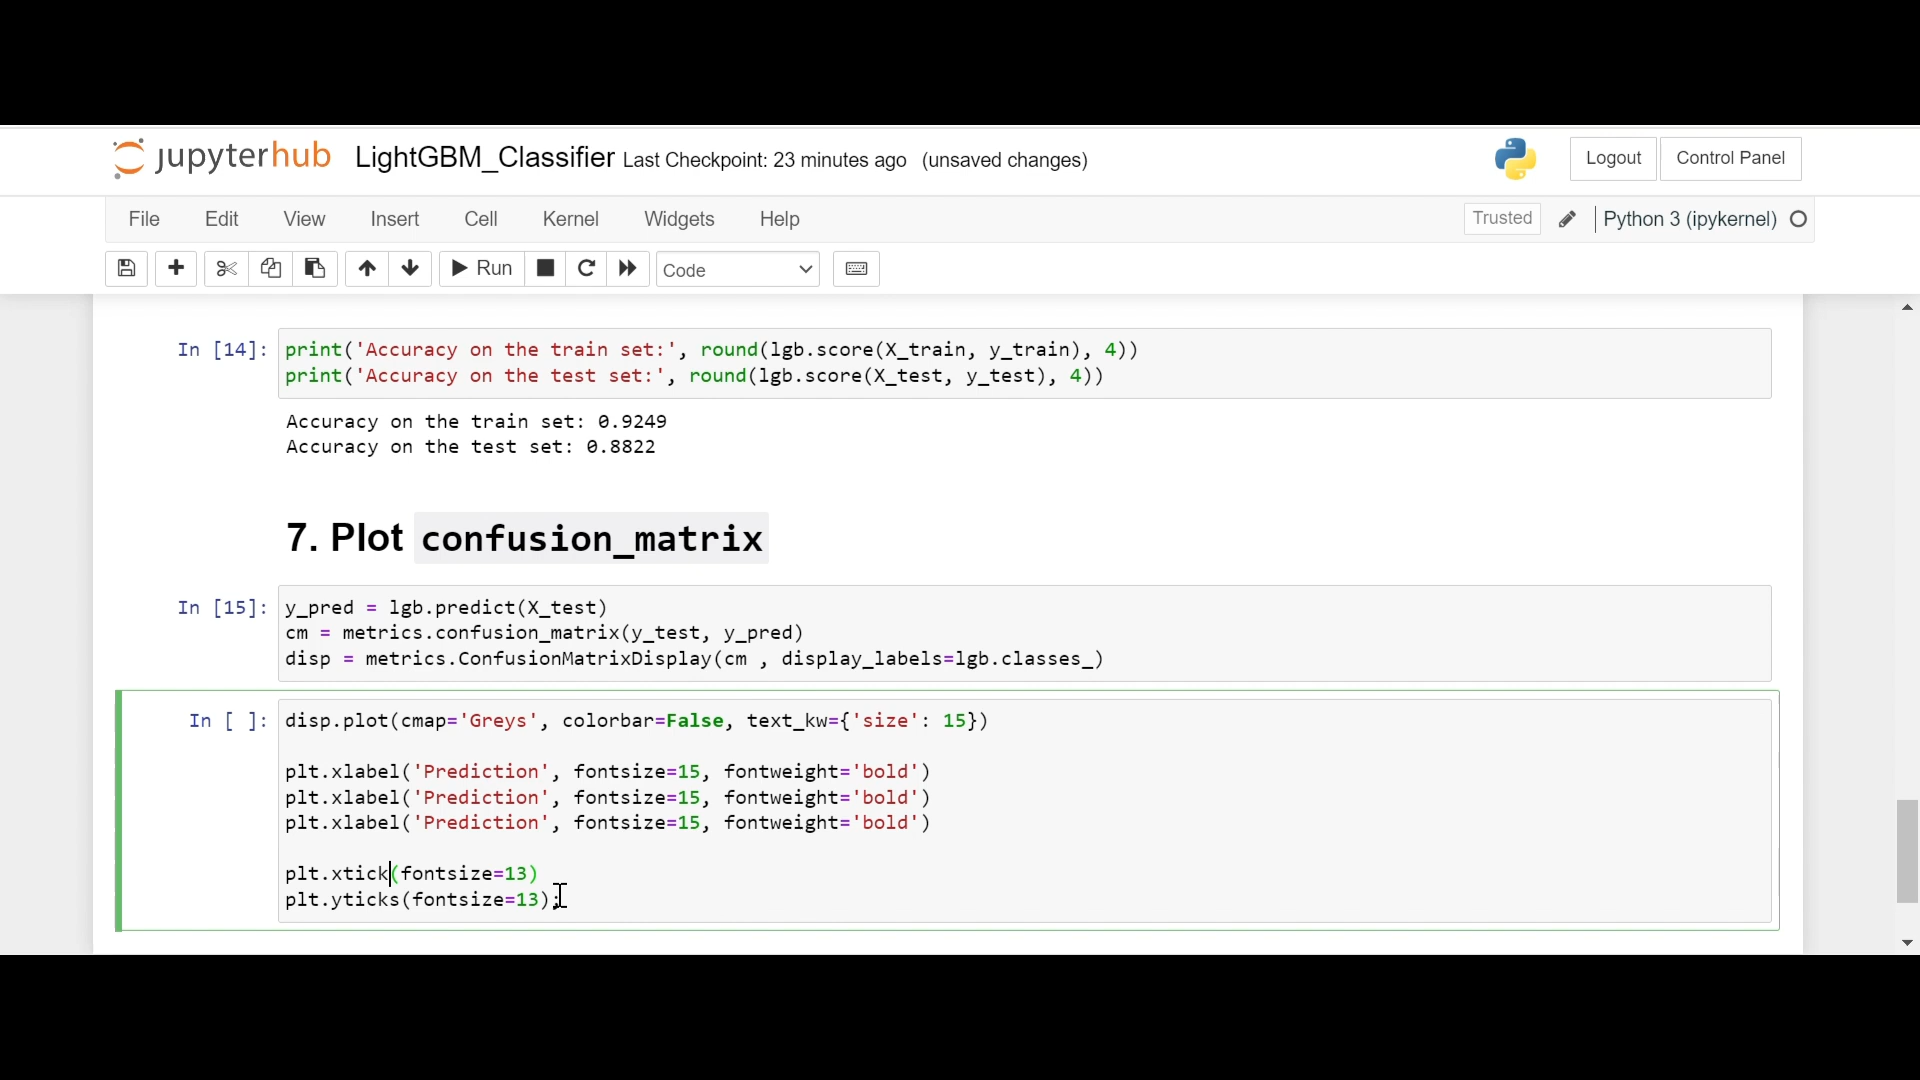 jupyterhub LightGBM_Classifier Last Checkpoint: 23 minutes ago (unsaved changes) Logout Control Panel
File Edit View Insert Cell Kernel Widgets Help Trusted Python 3 (ipykernel)
Run Code
In [14]: print('Accuracy on the train set:', round(lgb.score(X_train, y_train), 4))
print('Accuracy on the test set:', round(lgb.score(X_test, y_test), 4))
Accuracy on the train set: 0.9249
Accuracy on the test set: 0.8822
7. Plot confusion_matrix
In [15]: y_pred = lgb.predict(X_test)
cm = metrics.confusion_matrix(y_test, y_pred)
disp = metrics.ConfusionMatrixDisplay(cm , display_labels=lgb.classes_)
In [ ]: disp.plot(cmap='Greys', colorbar=False, text_kw={'size': 15})
plt.xlabel('Prediction', fontsize=15, fontweight='bold')
plt.xlabel('Prediction', fontsize=15, fontweight='bold')
plt.xlabel('Prediction', fontsize=15, fontweight='bold')
plt.xtick(fontsize=13)
plt.yticks(fontsize=13);